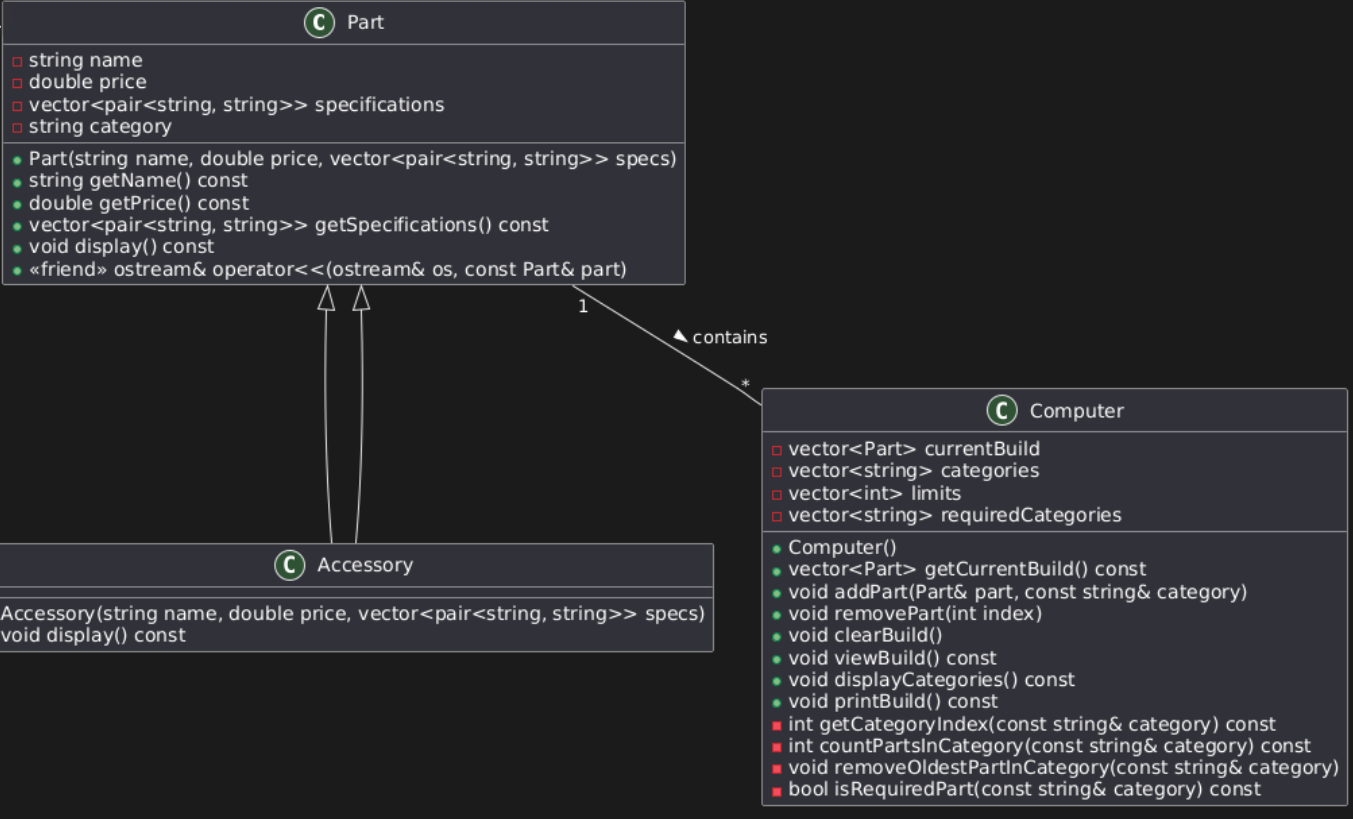 C Part
string name
double price
vector<pair<string, string>> specifications
string category
Part(string name, double price, vector<pair<string, string>> specs)
string getName() const
double getPrice() const
vector<pair<string, string>> getSpecifications() const
void display() const
«friend» ostream& operator<<(ostream& os, const Part& part)
1
contains
*
C Computer
vector<Part> currentBuild
vector<string> categories
vector<int> limits
vector<string> requiredCategories
Computer()
vector<Part> getCurrentBuild() const
void addPart(Part& part, const string& category)
void removePart(int index)
void clearBuild()
void viewBuild() const
void displayCategories() const
void printBuild() const
int getCategoryIndex(const string& category) const
int countPartsInCategory(const string& category) const
void removeOldestPartInCategory(const string& category)
bool isRequiredPart(const string& category) const
C Accessory
Accessory(string name, double price, vector<pair<string, string>> specs)
void display() const